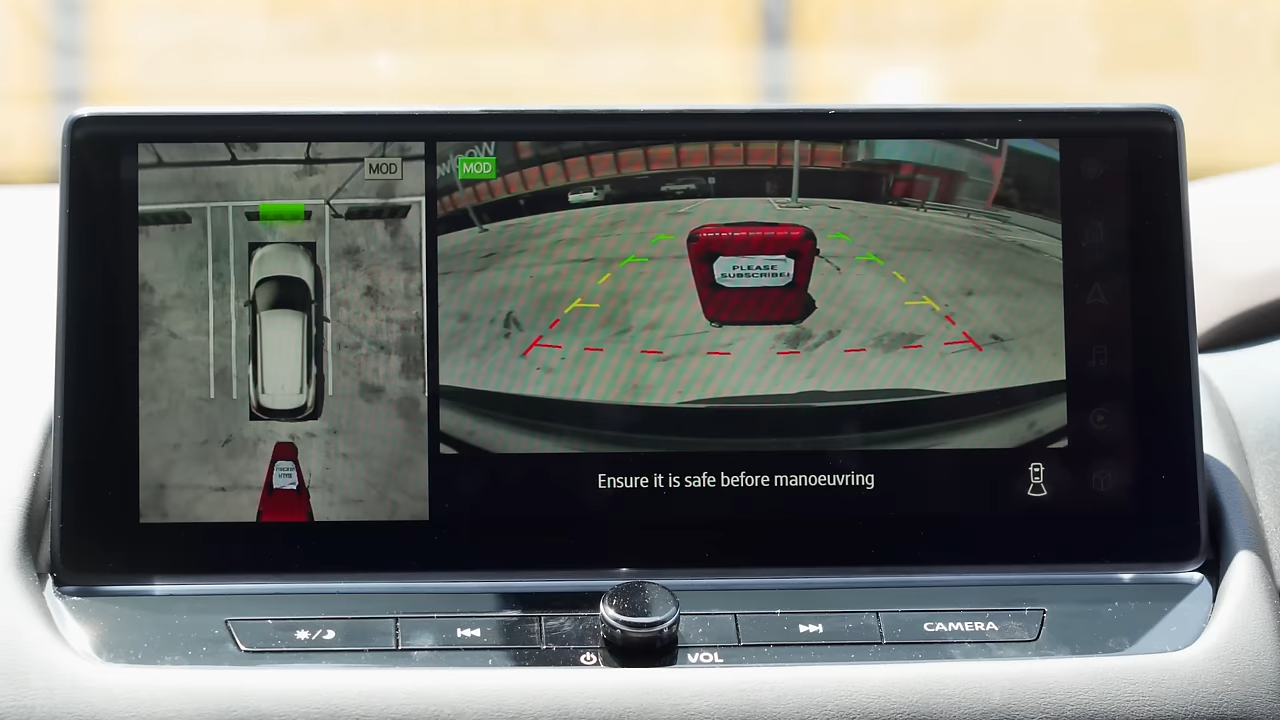 MOD
MOD
PLEASE
SUBSCRIBE!
Ensure it is safe before manoeuvring
CAMERA
VOL